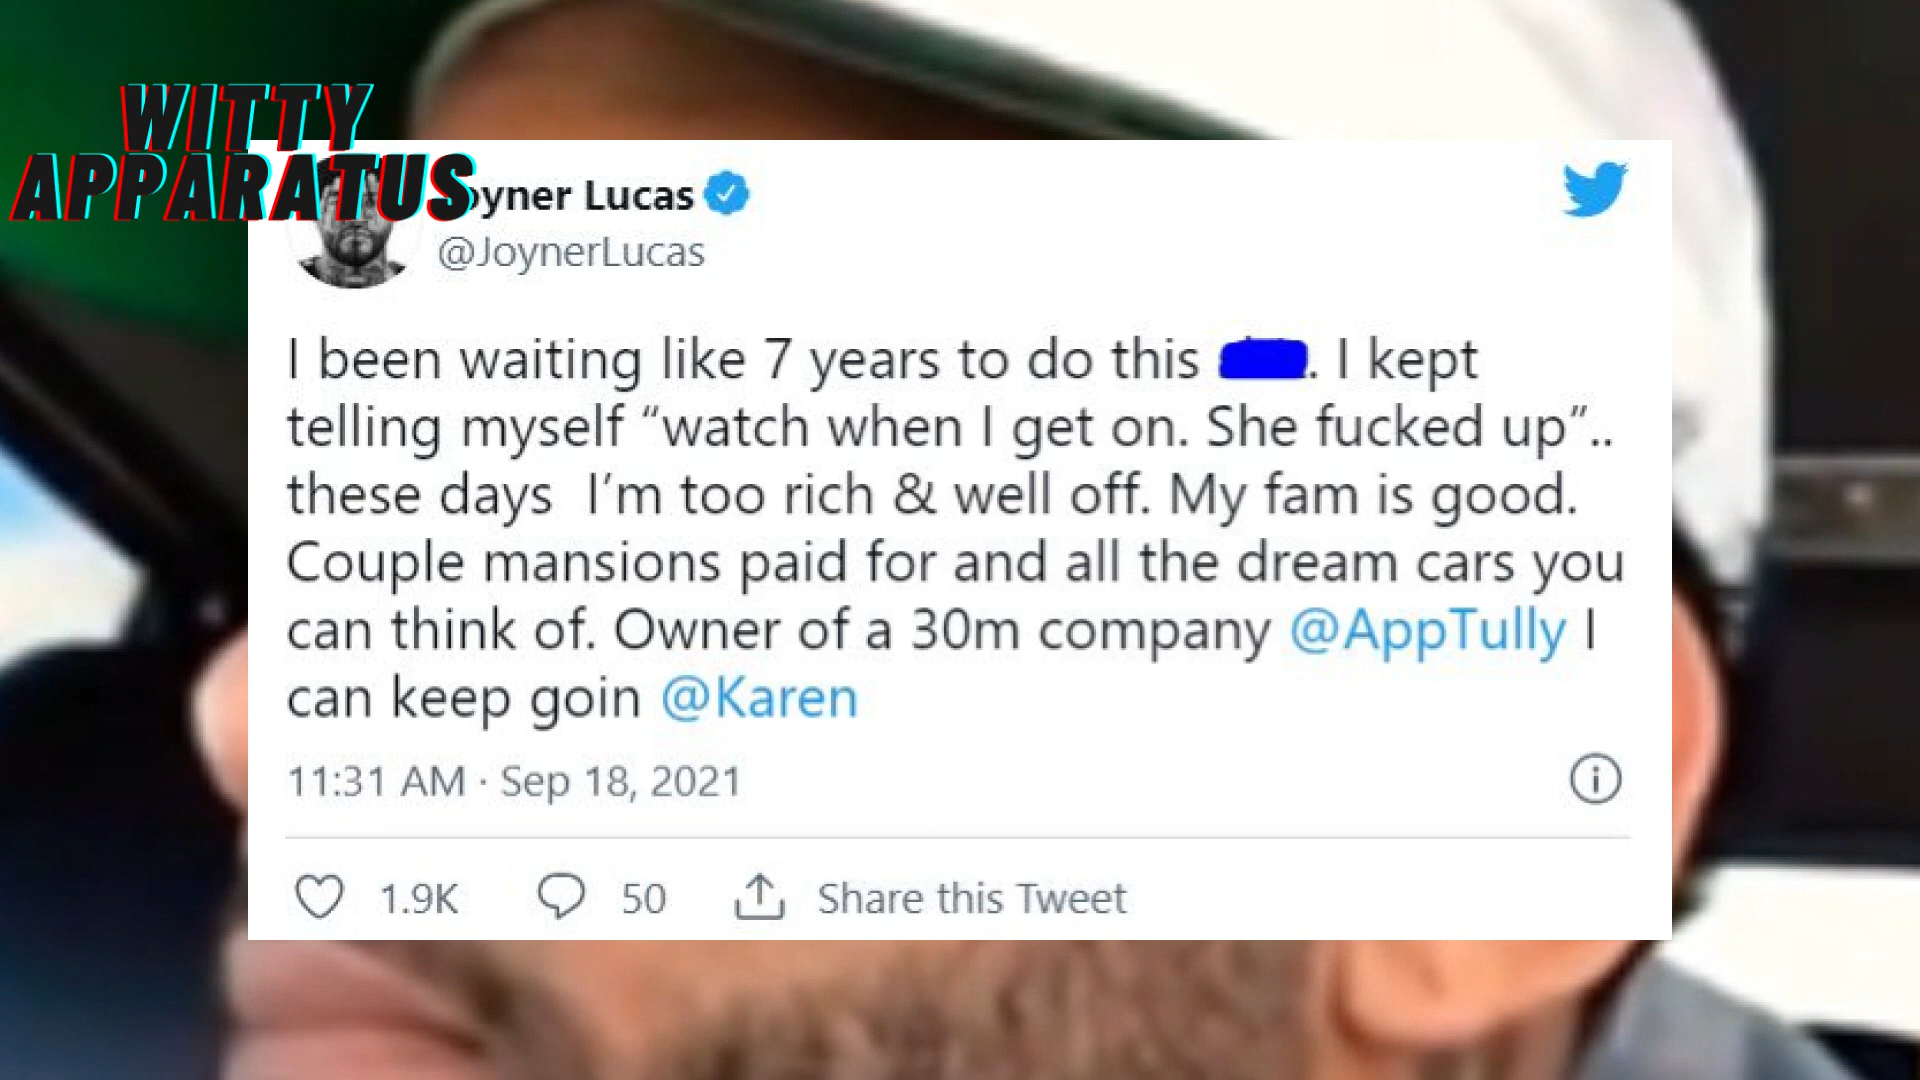 WITTY
APPARATUS
oyner Lucas
@JoynerLucas
I been waiting like 7 years to do this . I kept
telling myself “watch when I get on. She fucked up”..
these days  I’m too rich & well off. My fam is good.
Couple mansions paid for and all the dream cars you
can think of. Owner of a 30m company @AppTully I
can keep goin @Karen
11:31 AM · Sep 18, 2021
1.9K 50 Share this Tweet